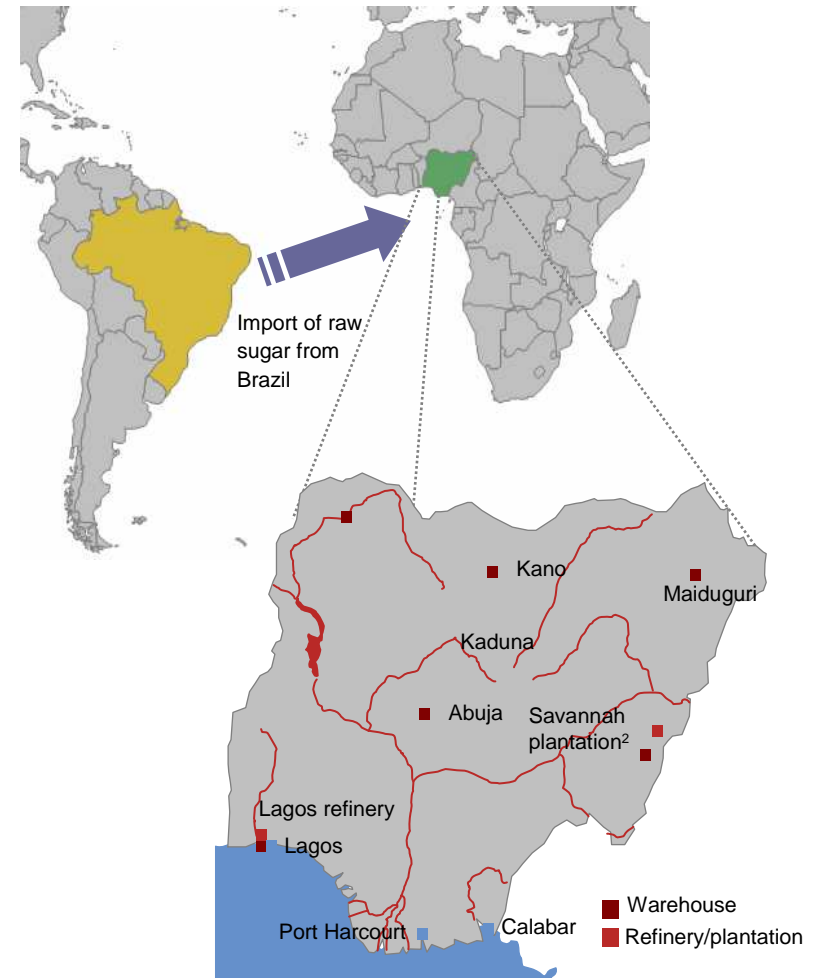 Import of raw
sugar from
Brazil
Kano
Maiduguri
Kaduna
Abuja
Savannah
plantation²
Lagos refinery
Lagos
Port Harcourt
Calabar
Warehouse
Refinery/plantation